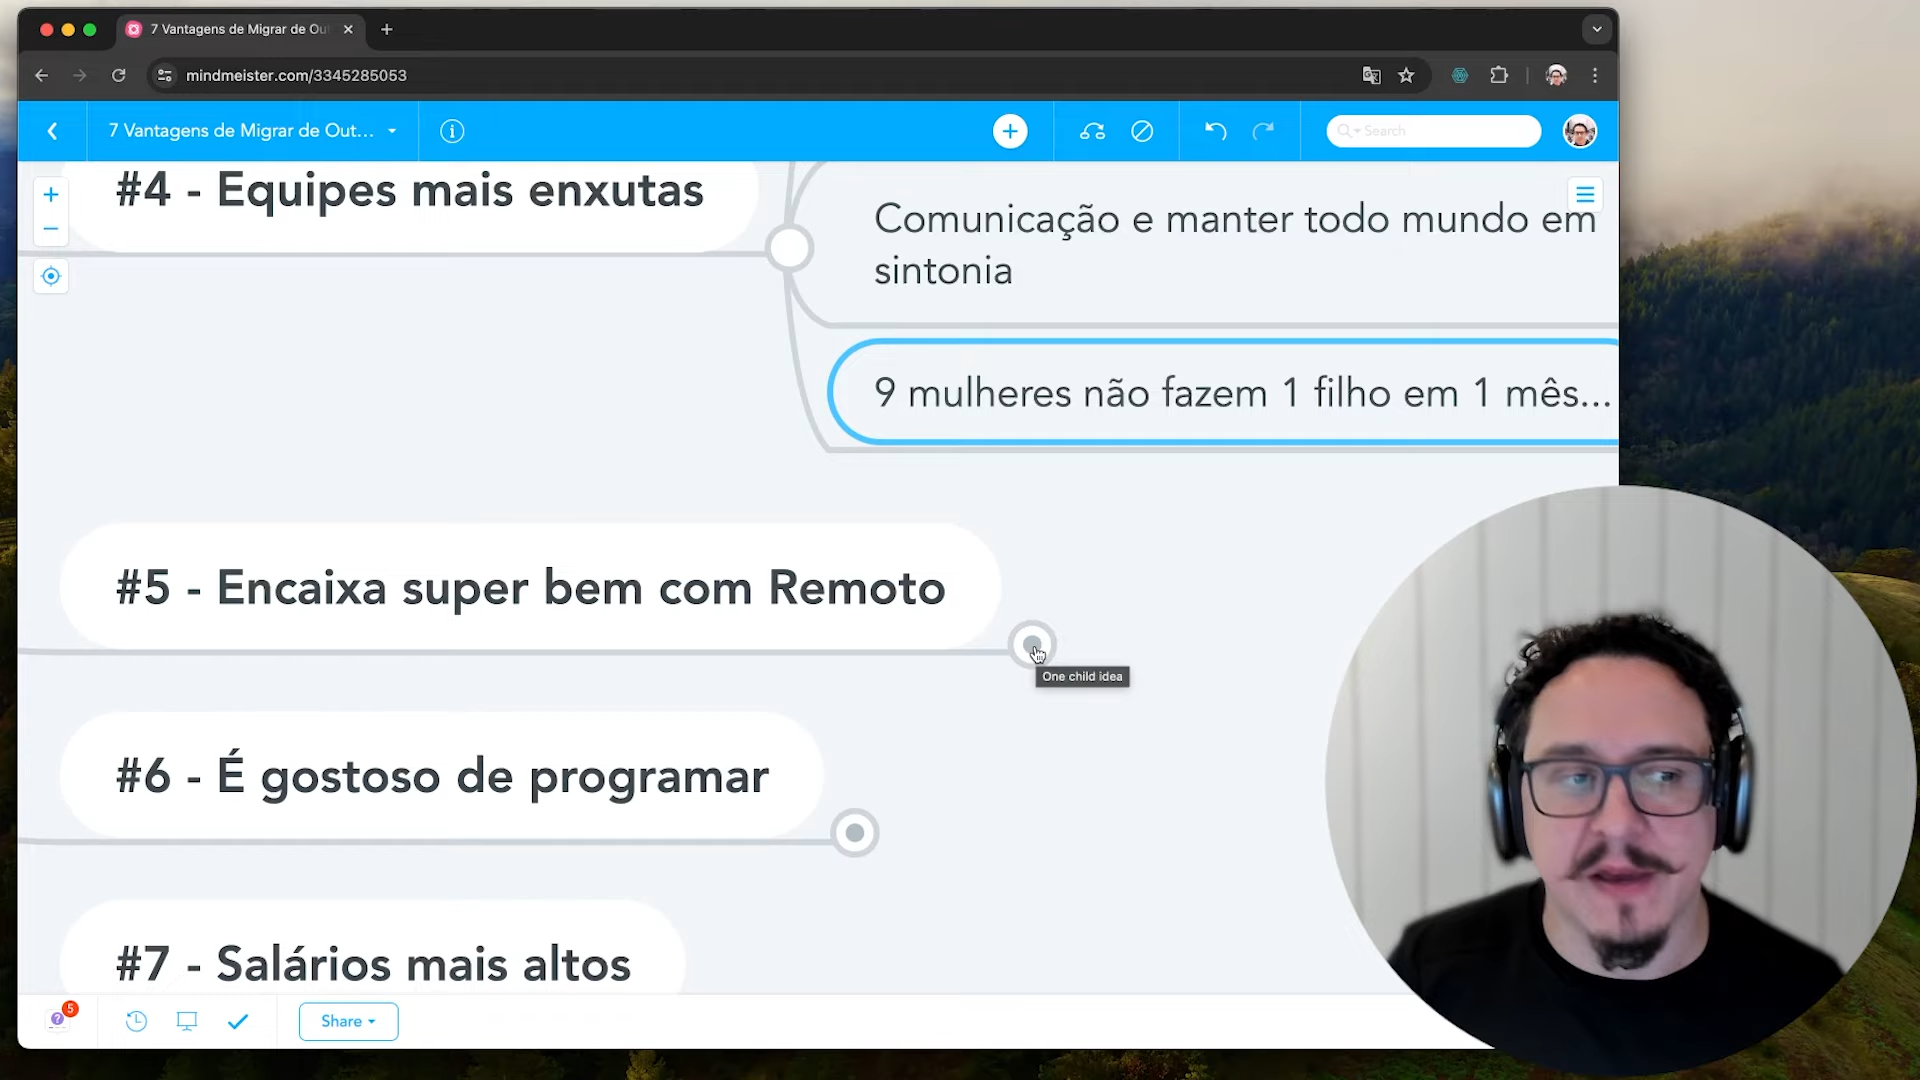 7 Vantagens de Migrar de Out
mindmeister.com/3345285053
7 Vantagens de Migrar de Out...
Search
#4 - Equipes mais enxutas
Comunicação e manter todo mundo em
sintonia
9 mulheres não fazem 1 filho em 1 mês...
#5 - Encaixa super bem com Remoto
One child idea
#6 - É gostoso de programar
#7 - Salários mais altos
5
Share